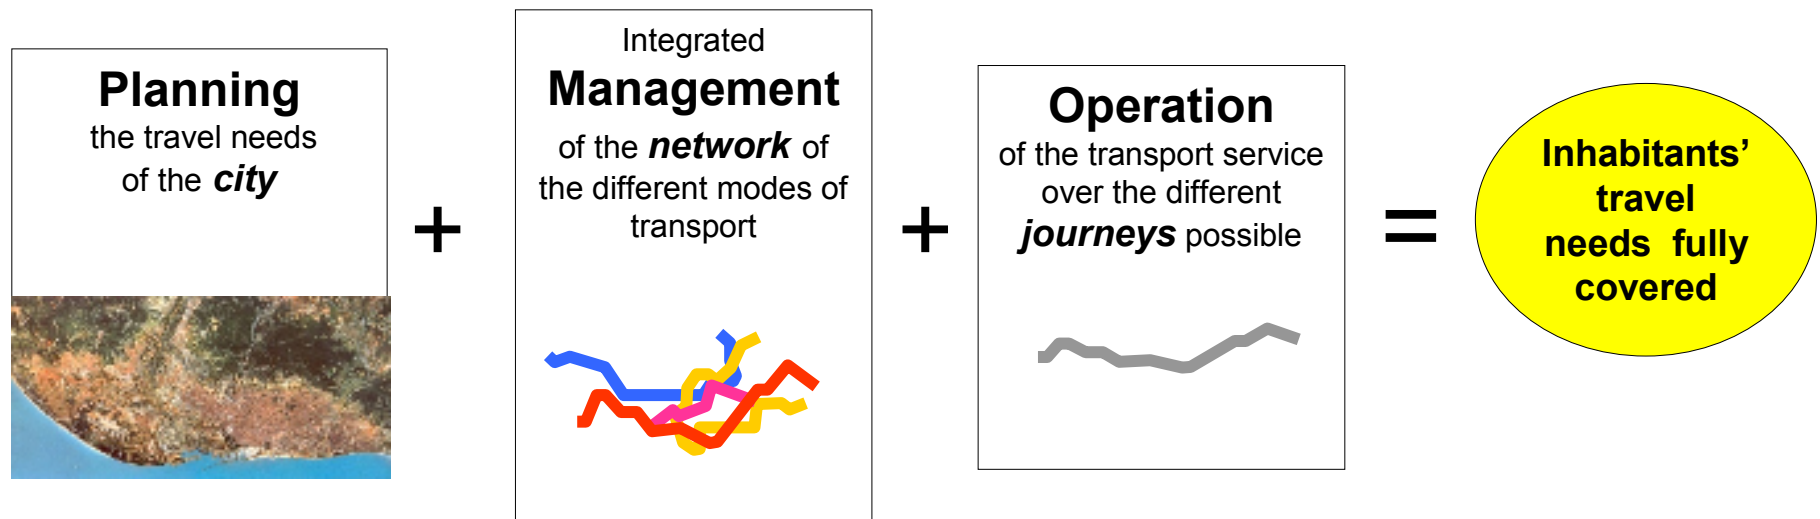 Planning
the travel needs
of the city
+
Integrated
Management
of the network of
the different modes of
transport
+
Operation
of the transport service
over the different
journeys possible
=
Inhabitants’
travel
needs fully
covered